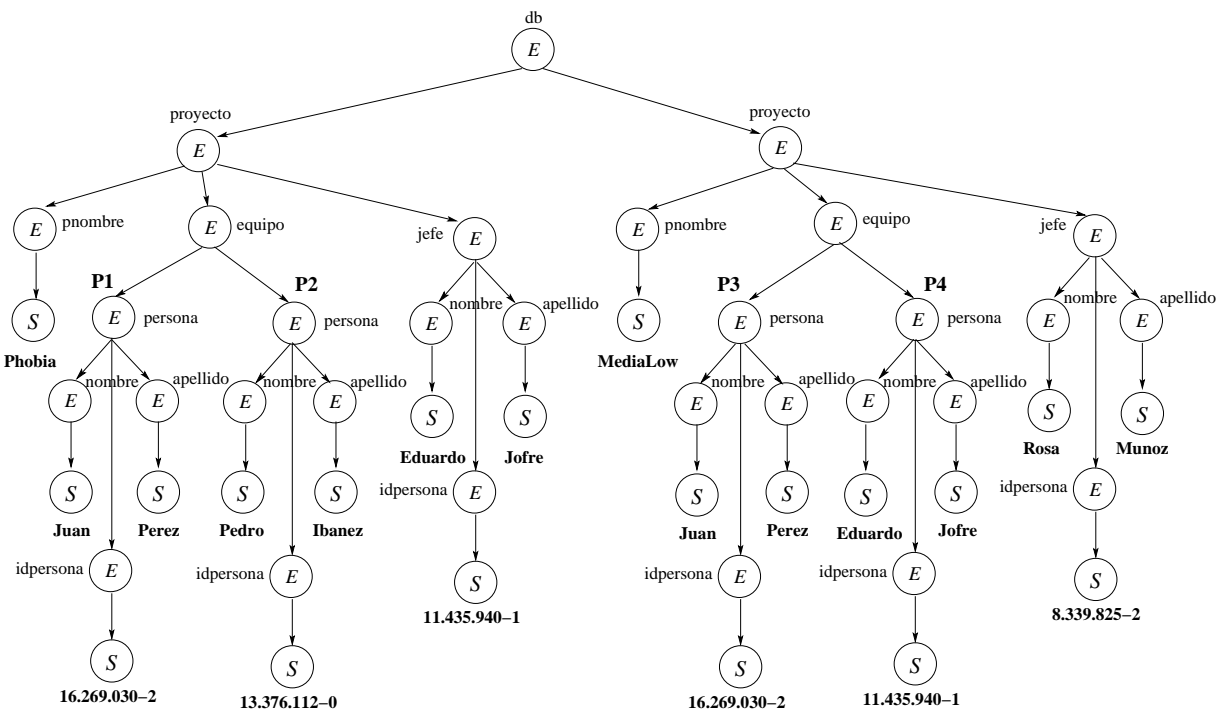 db
E
proyecto
proyecto
E
E
E
pnombre
E
equipo
jefe
E
E
pnombre
E
equipo
jefe
E
P1
P2
P3
P4
S
E
persona
E
persona
E
nombre
E
apellido
S
E
persona
E
persona
E
nombre
E
apellido
Phobia
MediaLow
E
nombre
E
apellido
E
nombre
E
apellido
S
S
E
nombre
E
apellido
E
nombre
E
apellido
S
S
Eduardo
Jofre
Rosa
Munoz
S
S
S
S
idpersona
E
S
S
S
S
idpersona
E
Juan
Perez
Pedro
Ibanez
Juan
Perez
Eduardo
Jofre
idpersona
E
idpersona
E
S
idpersona
E
idpersona
E
S
11.435.940–1
8.339.825–2
S
S
S
S
16.269.030–2
13.376.112–0
16.269.030–2
11.435.940–1